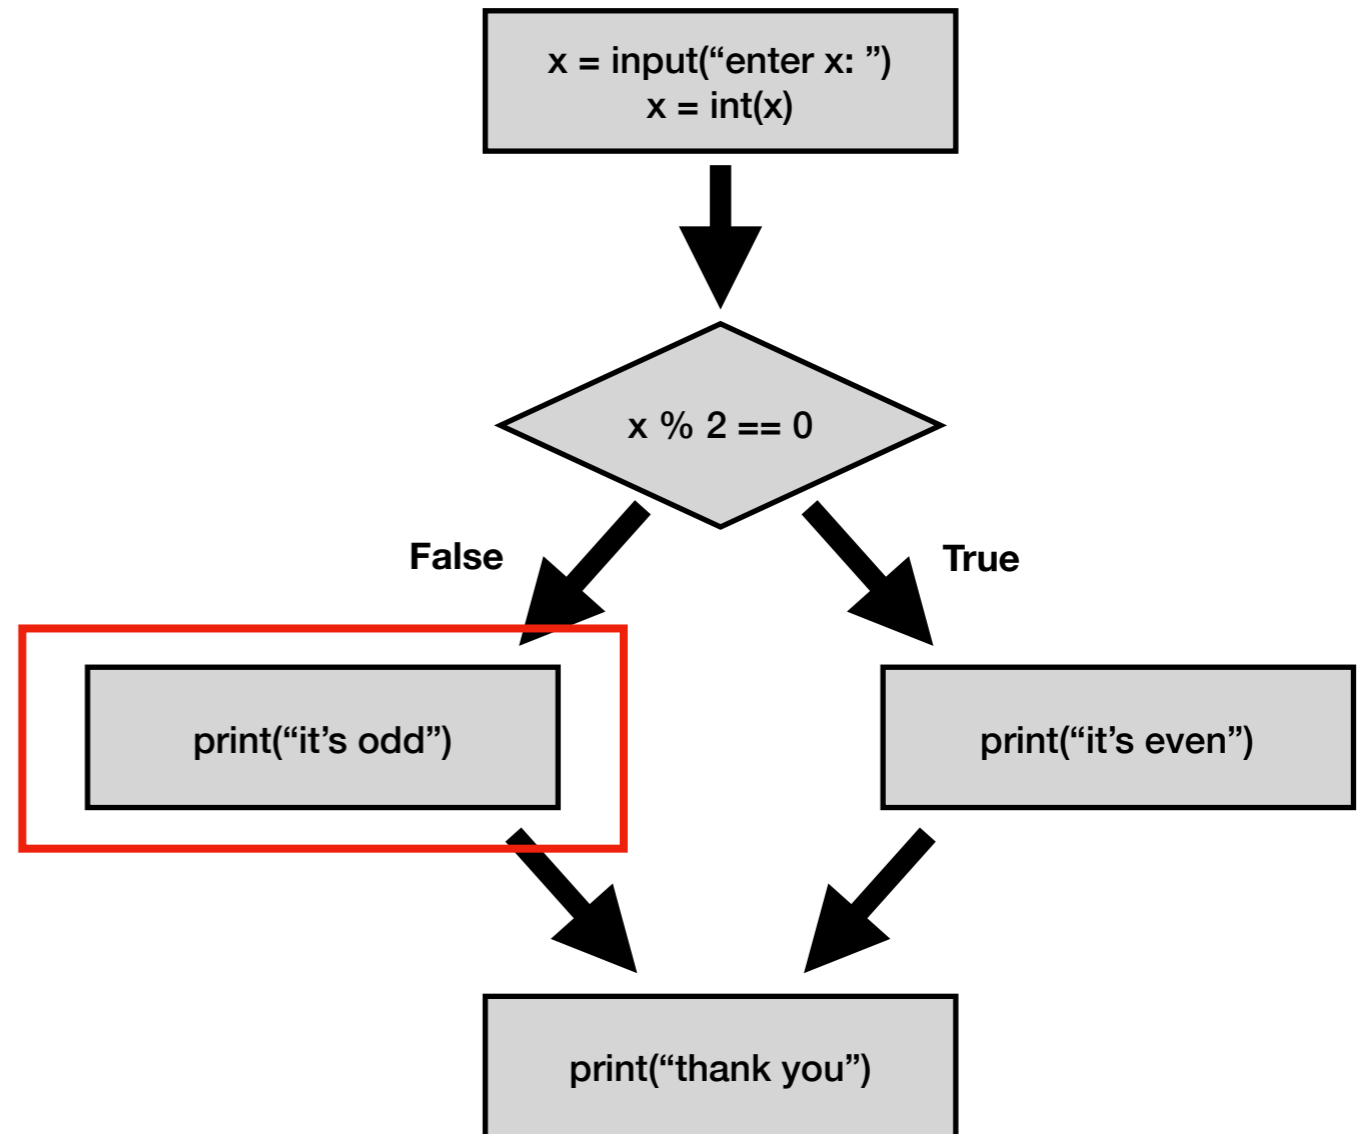 x = input(“enter x: ”)
x = int(x)
x % 2 == 0
False
True
print(“it’s odd”)
print(“it’s even”)
print(“thank you”)